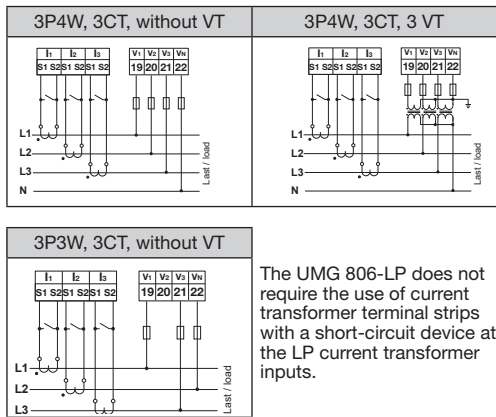 3P4W, 3CT, without VT
I1 I2 I3
S1 S2 S1 S2 S1 S2
V1 V2 V3 VN
19 20 21 22
L1
L2
L3
N
Last / load
3P4W, 3CT, 3 VT
I1 I2 I3
S1 S2 S1 S2 S1 S2
V1 V2 V3 VN
19 20 21 22
L1
L2
L3
N
Last / load
3P3W, 3CT, without VT
I1 I2 I3
S1 S2 S1 S2 S1 S2
V1 V2 V3 VN
19 20 21 22
L1
L2
L3
Last / load
The UMG 806-LP does not
require the use of current
transformer terminal strips
with a short-circuit device at
the LP current transformer
inputs.